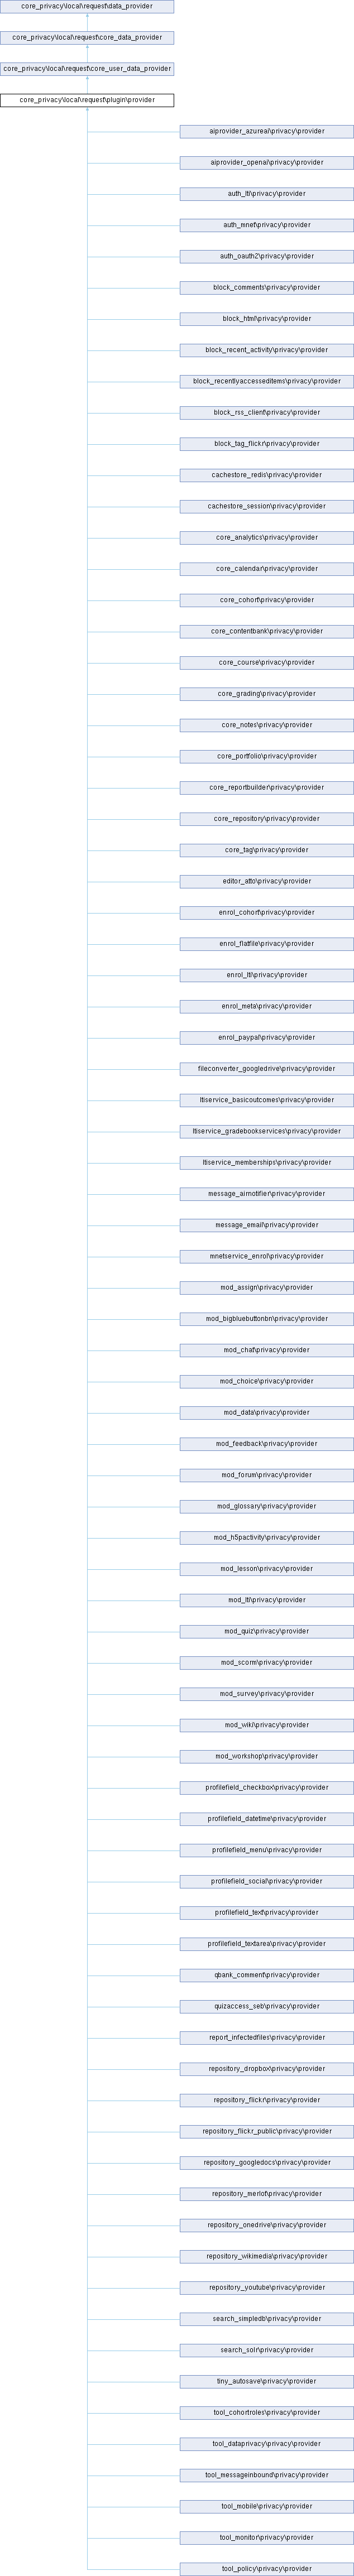 core_privacy\local\request\data_provider
core_privacy\local\request\core_data_provider
core_privacy\local\request\core_user_data_provider
core_privacy\local\request\plugin\provider
aiprovider_azureai\privacy\provider
aiprovider_openai\privacy\provider
auth_lti\privacy\provider
auth_mnet\privacy\provider
auth_oauth2\privacy\provider
block_comments\privacy\provider
block_html\privacy\provider
block_recent_activity\privacy\provider
block_recentlyaccesseditems\privacy\provider
block_rss_client\privacy\provider
block_tag_flickr\privacy\provider
cachestore_redis\privacy\provider
cachestore_session\privacy\provider
core_analytics\privacy\provider
core_calendar\privacy\provider
core_cohort\privacy\provider
core_contentbank\privacy\provider
core_course\privacy\provider
core_grading\privacy\provider
core_notes\privacy\provider
core_portfolio\privacy\provider
core_reportbuilder\privacy\provider
core_repository\privacy\provider
core_tag\privacy\provider
editor_atto\privacy\provider
enrol_cohort\privacy\provider
enrol_flatfile\privacy\provider
enrol_lti\privacy\provider
enrol_meta\privacy\provider
enrol_paypal\privacy\provider
fileconverter_googledrive\privacy\provider
ltiservice_basicoutcomes\privacy\provider
ltiservice_gradebookservices\privacy\provider
ltiservice_memberships\privacy\provider
message_airnotifier\privacy\provider
message_email\privacy\provider
mnetservice_enrol\privacy\provider
mod_assign\privacy\provider
mod_bigbluebuttonbn\privacy\provider
mod_chat\privacy\provider
mod_choice\privacy\provider
mod_data\privacy\provider
mod_feedback\privacy\provider
mod_forum\privacy\provider
mod_glossary\privacy\provider
mod_h5pactivity\privacy\provider
mod_lesson\privacy\provider
mod_lti\privacy\provider
mod_quiz\privacy\provider
mod_scorm\privacy\provider
mod_survey\privacy\provider
mod_wiki\privacy\provider
mod_workshop\privacy\provider
profilefield_checkbox\privacy\provider
profilefield_datetime\privacy\provider
profilefield_menu\privacy\provider
profilefield_social\privacy\provider
profilefield_text\privacy\provider
profilefield_textarea\privacy\provider
qbank_comment\privacy\provider
quizaccess_seb\privacy\provider
report_infectedfiles\privacy\provider
repository_dropbox\privacy\provider
repository_flickr\privacy\provider
repository_flickr_public\privacy\provider
repository_googledocs\privacy\provider
repository_merlot\privacy\provider
repository_onedrive\privacy\provider
repository_wikimedia\privacy\provider
repository_youtube\privacy\provider
search_simpledb\privacy\provider
search_solr\privacy\provider
tiny_autosave\privacy\provider
tool_cohortroles\privacy\provider
tool_dataprivacy\privacy\provider
tool_messageinbound\privacy\provider
tool_mobile\privacy\provider
tool_monitor\privacy\provider
tool_policy\privacy\provider